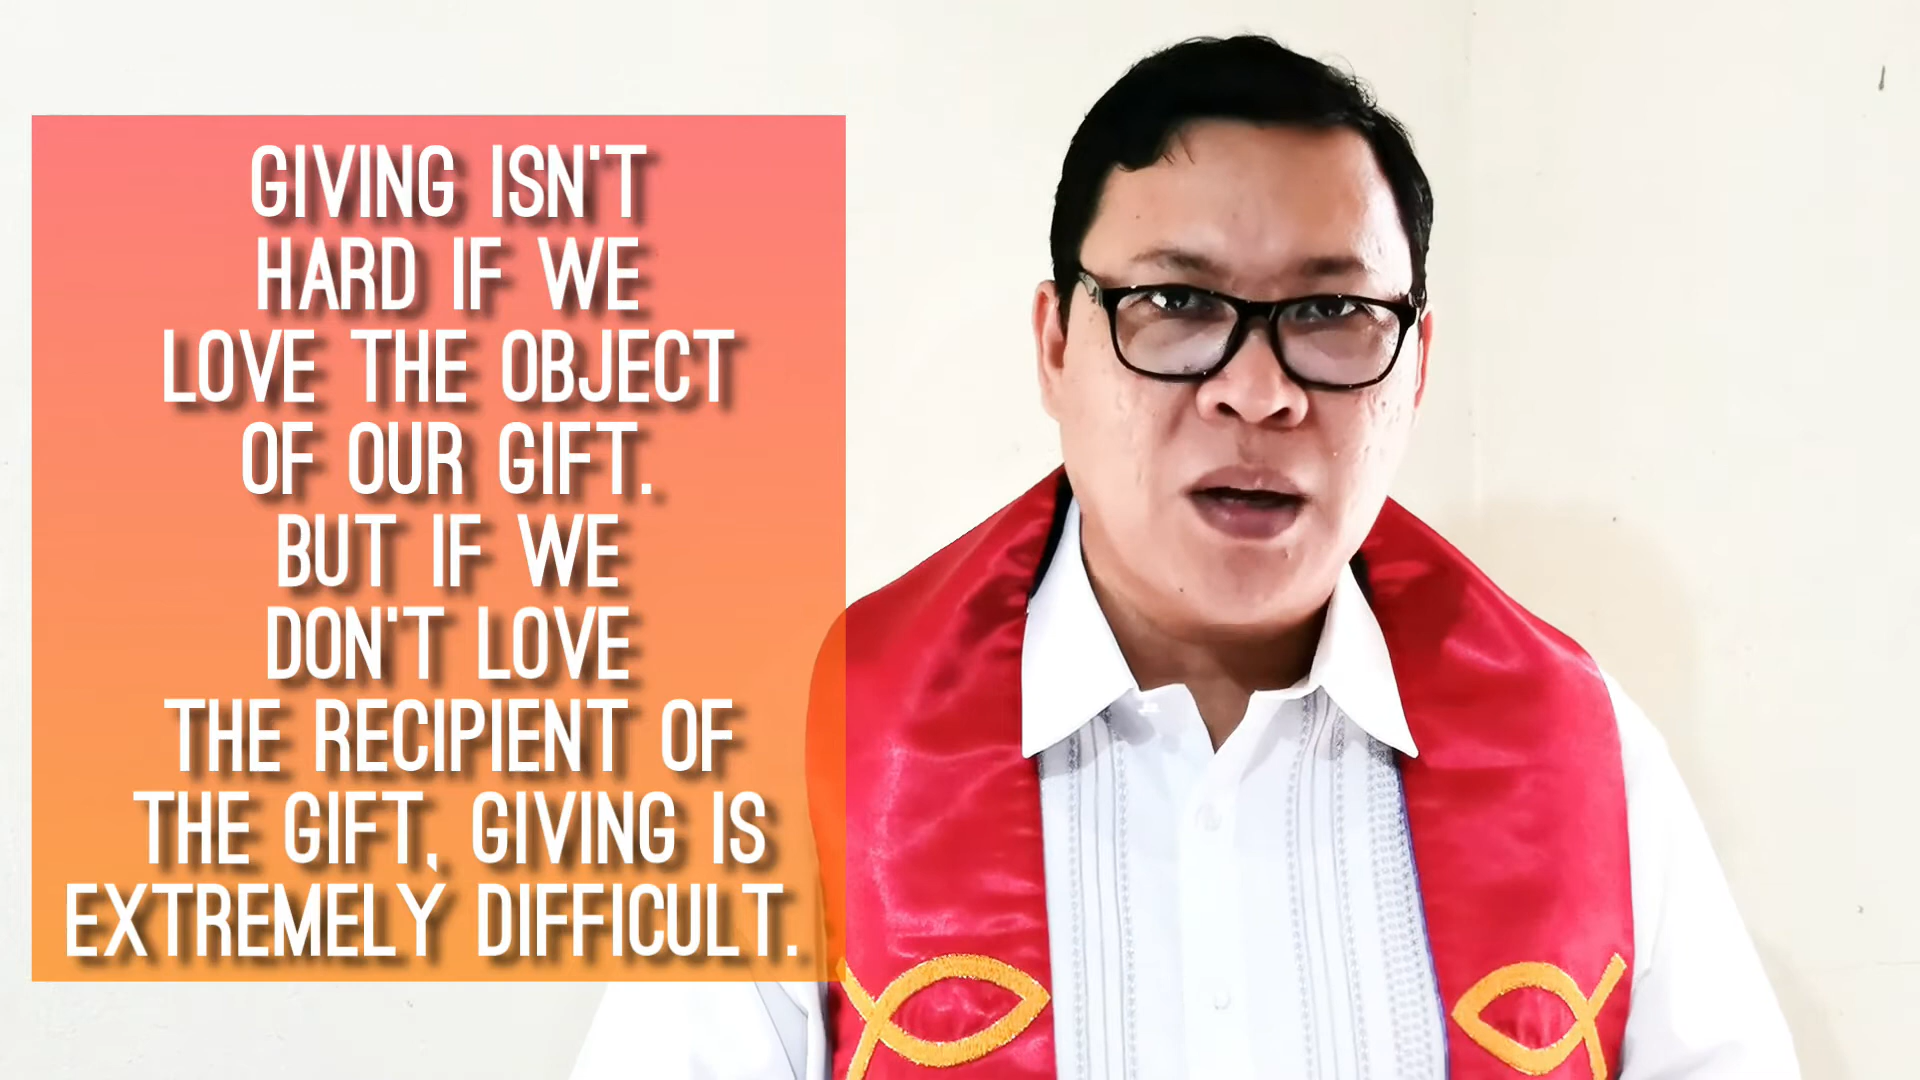 GIVING ISN'T
HARD IF WE
LOVE THE OBJECT
OF OUR GIFT.
BUT IF WE
DON'T LOVE
THE RECIPIENT OF
THE GIFT, GIVING IS
EXTREMELY DIFFICULT.